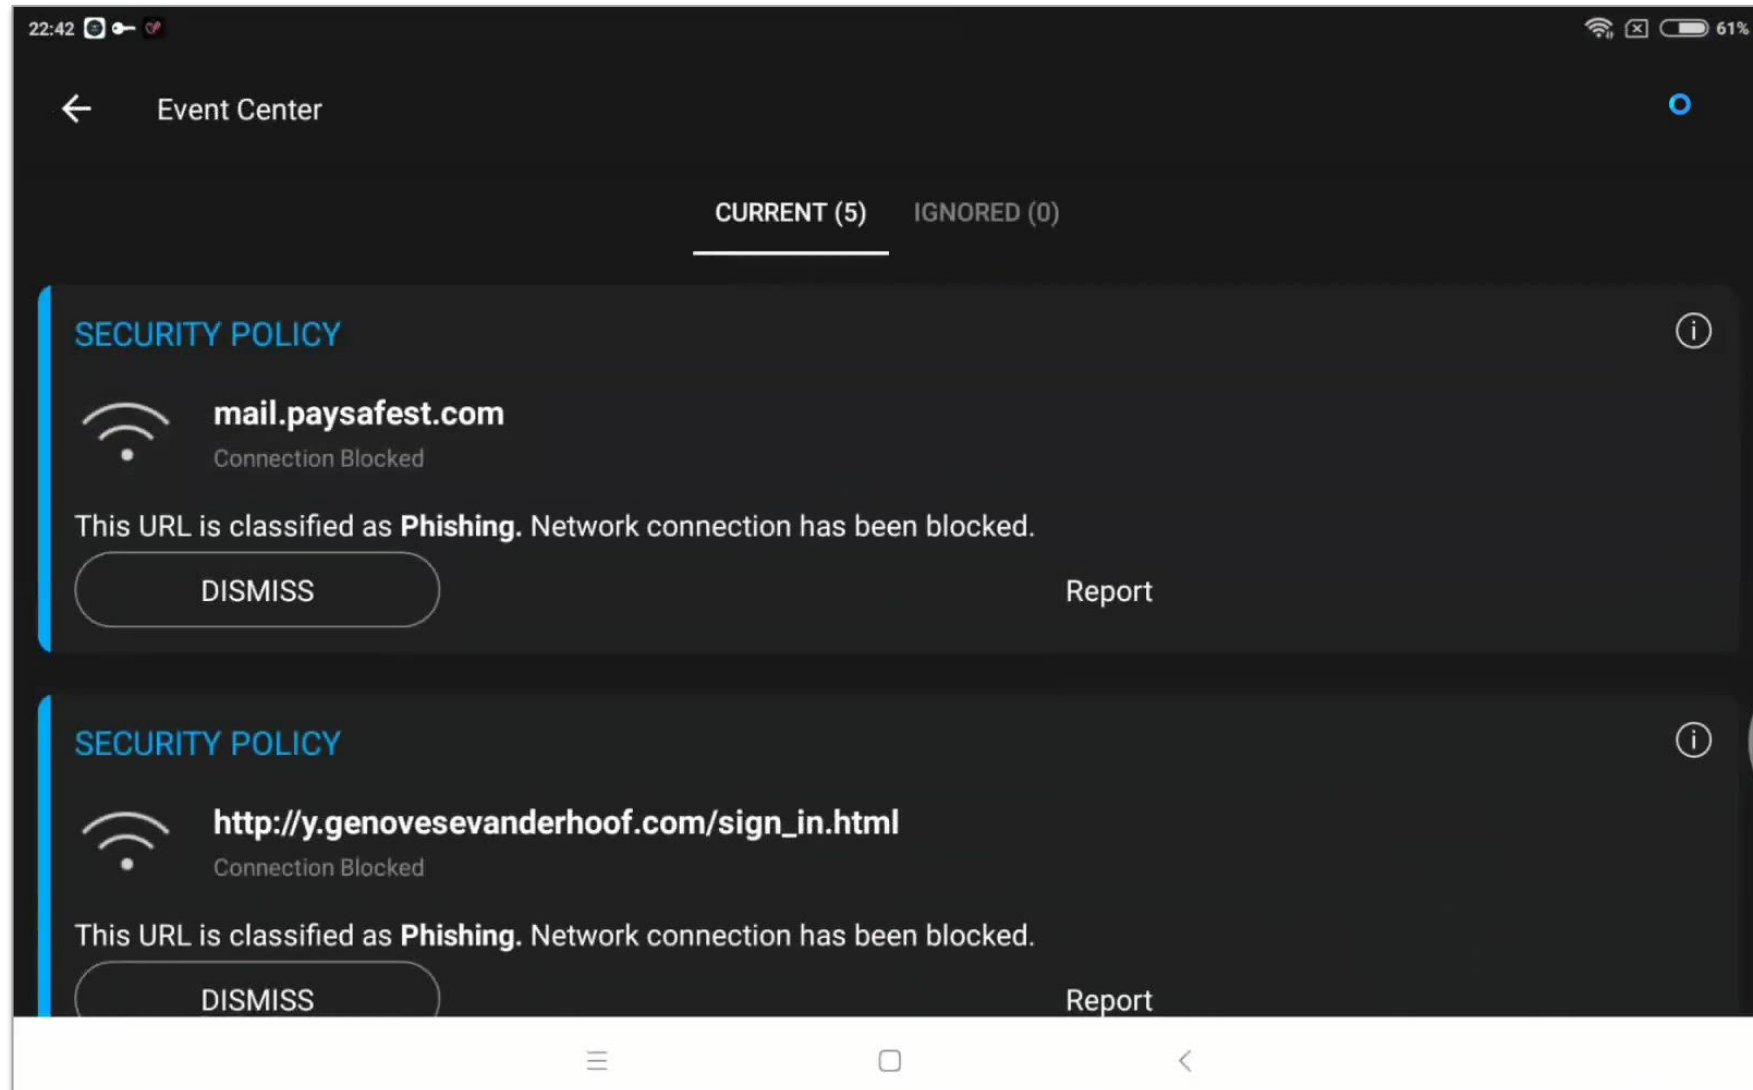 22:42
61%
Event Center
CURRENT (5) IGNORED (0)
SECURITY POLICY
mail.paysafest.com
Connection Blocked
This URL is classified as Phishing. Network connection has been blocked.
DISMISS Report
SECURITY POLICY
http://y.genovesevanderhoof.com/sign_in.html
Connection Blocked
This URL is classified as Phishing. Network connection has been blocked.
DISMISS Report